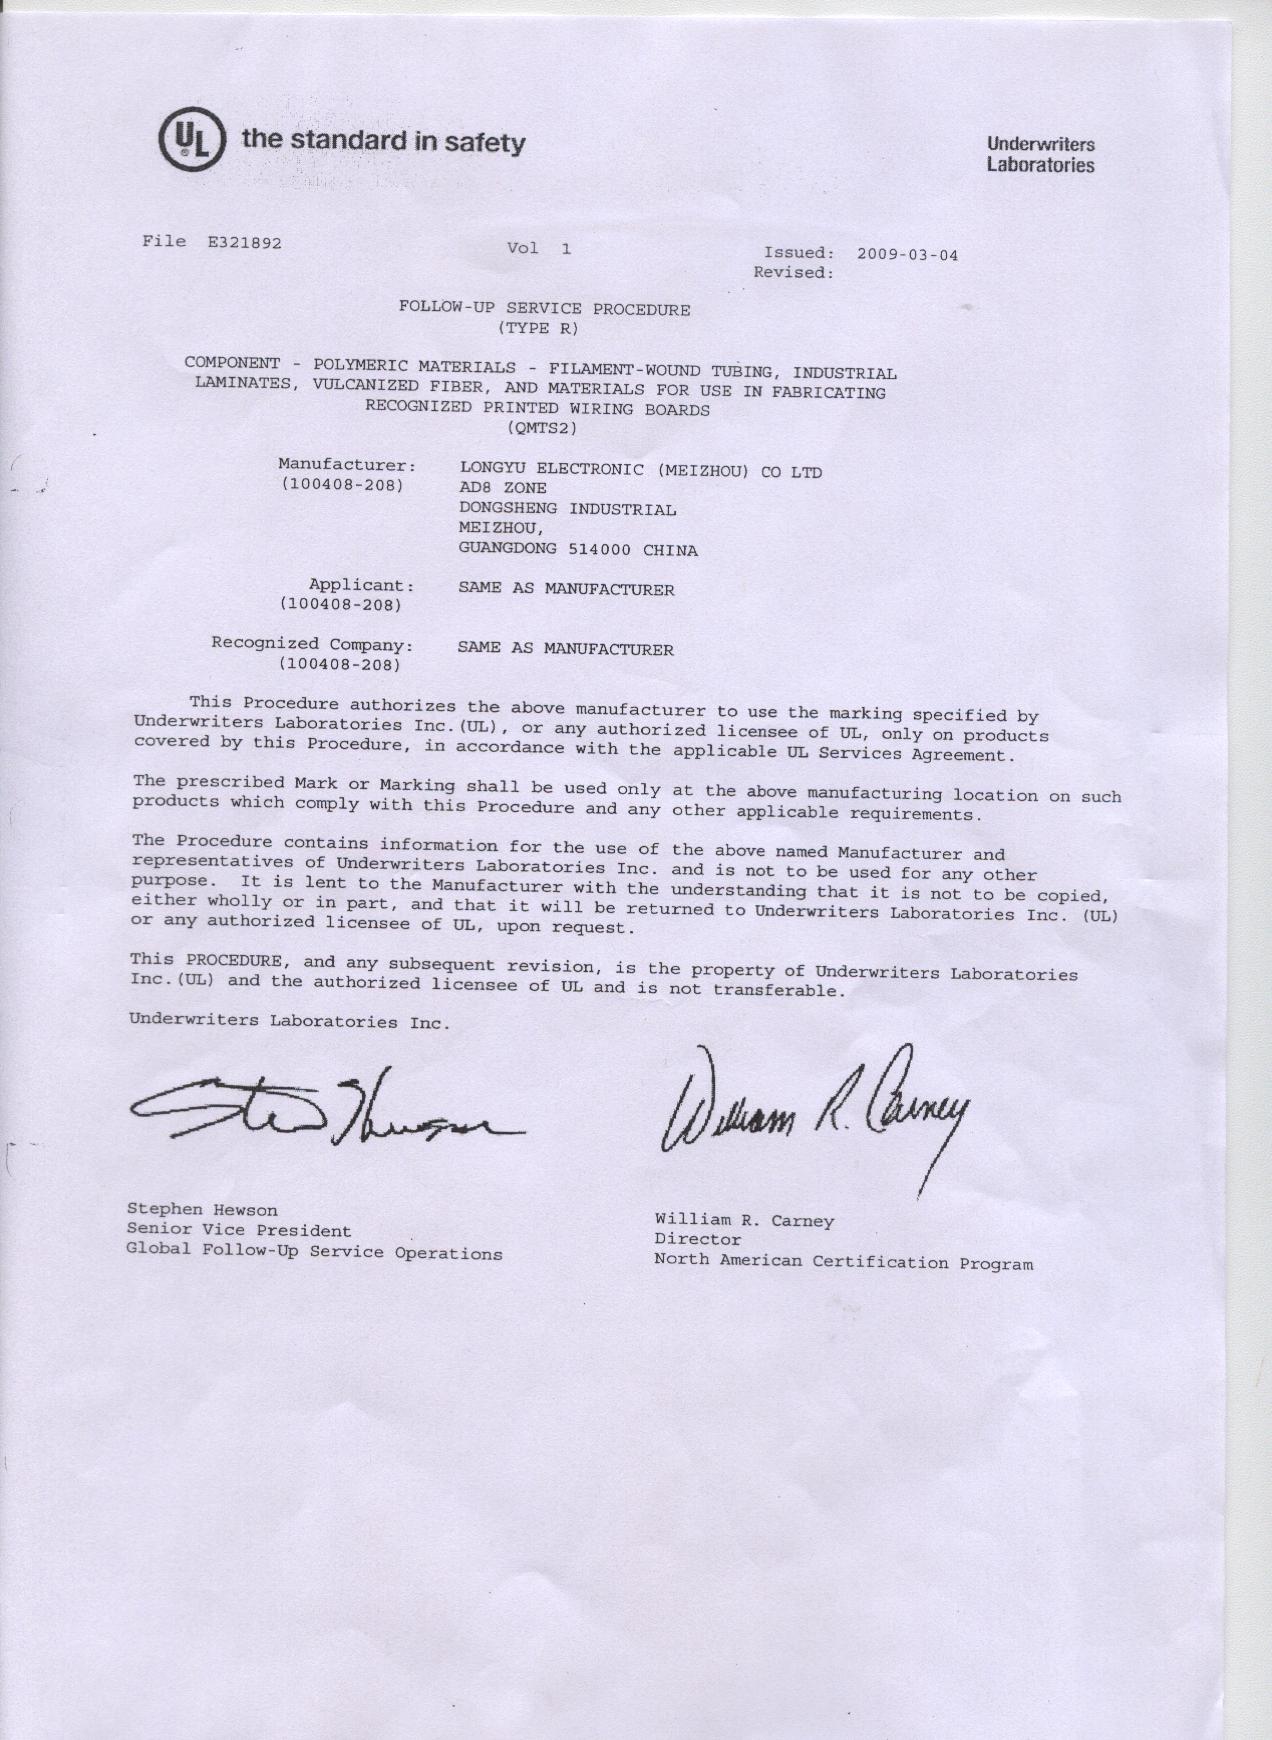 UL the standard in safety
Underwriters
Laboratories
File E321892 Vol 1 Issued: 2009-03-04
Revised:
FOLLOW-UP SERVICE PROCEDURE
(TYPE R)
COMPONENT - POLYMERIC MATERIALS - FILAMENT-WOUND TUBING, INDUSTRIAL
LAMINATES, VULCANIZED FIBER, AND MATERIALS FOR USE IN FABRICATING
RECOGNIZED PRINTED WIRING BOARDS
(QMTS2)
Manufacturer: LONGYU ELECTRONIC (MEIZHOU) CO LTD
(100408-208) AD8 ZONE
DONGSHENG INDUSTRIAL
MEIZHOU,
GUANGDONG 514000 CHINA
Applicant: SAME AS MANUFACTURER
(100408-208)
Recognized Company: SAME AS MANUFACTURER
(100408-208)
This Procedure authorizes the above manufacturer to use the marking specified by
Underwriters Laboratories Inc.(UL), or any authorized licensee of UL, only on products
covered by this Procedure, in accordance with the applicable UL Services Agreement.
The prescribed Mark or Marking shall be used only at the above manufacturing location on such
products which comply with this Procedure and any other applicable requirements.
The Procedure contains information for the use of the above named Manufacturer and
representatives of Underwriters Laboratories Inc. and is not to be used for any other
purpose. It is lent to the Manufacturer with the understanding that it is not to be copied,
either wholly or in part, and that it will be returned to Underwriters Laboratories Inc. (UL)
or any authorized licensee of UL, upon request.
This PROCEDURE, and any subsequent revision, is the property of Underwriters Laboratories
Inc.(UL) and the authorized licensee of UL and is not transferable.
Underwriters Laboratories Inc.
William R. Carney
Stephen Hewson
Senior Vice President
Global Follow-Up Service Operations
William R. Carney
Director
North American Certification Program